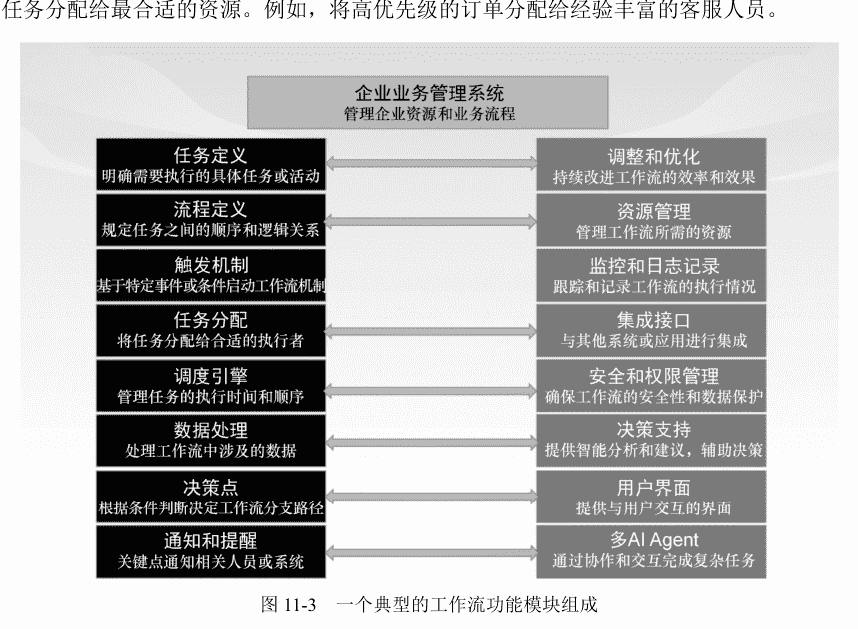 任务分配给最合适的资源。例如，将高优先级的订单分配给经验丰富的客服人员。
企业业务管理系统
管理企业资源和业务流程
任务定义
明确需要执行的具体任务或活动
调整和优化
持续改进工作流的效率和效果
流程定义
规定任务之间的顺序和逻辑关系
资源管理
管理工作流所需的资源
触发机制
基于特定事件或条件启动工作流机制
监控和日志记录
跟踪和记录工作流的执行情况
任务分配
将任务分配给合适的执行者
集成接口
与其他系统或应用进行集成
调度引擎
管理任务的执行时间和顺序
安全和权限管理
确保工作流的安全性和数据保护
数据处理
处理工作流中涉及的数据
决策支持
提供智能分析和建议，辅助决策
决策点
根据条件判断决定工作流分支路径
用户界面
提供与用户交互的界面
通知和提醒
关键点通知相关人员或系统
多AI Agent
通过协作和交互完成复杂任务
图 11-3 一个典型的工作流功能模块组成